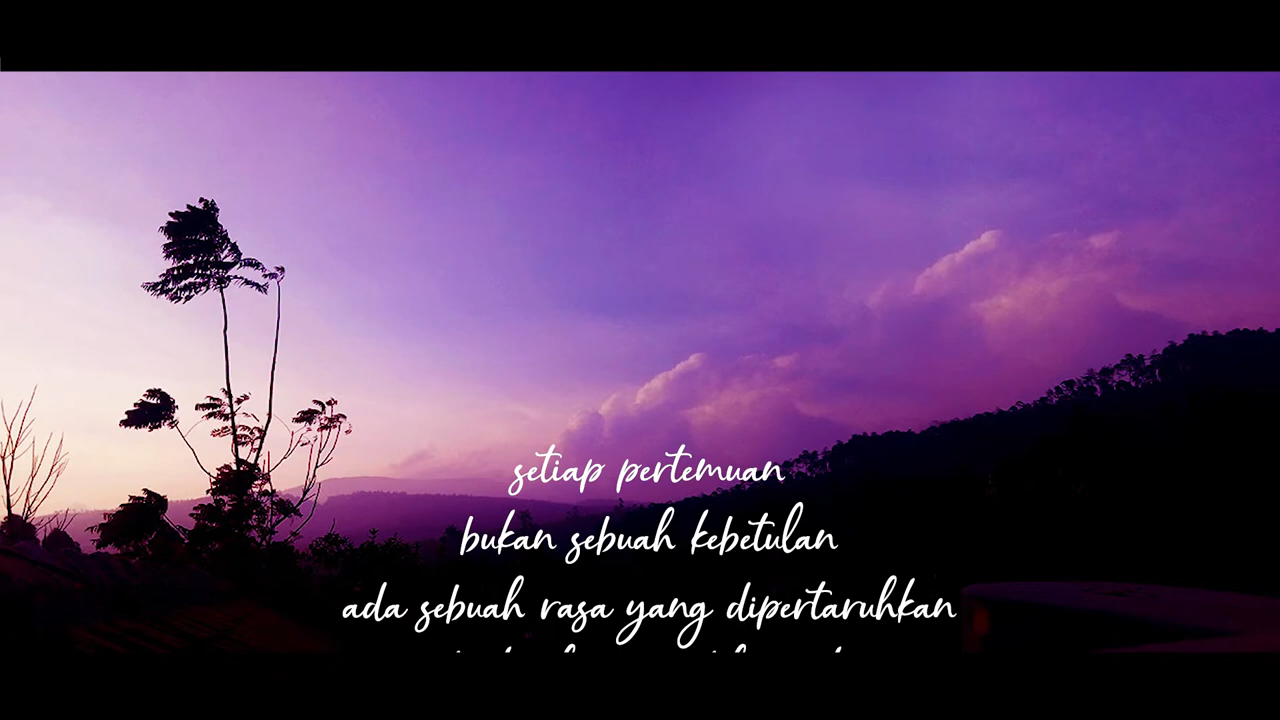 setiap pertemuan
bukan sebuah kebetulan
ada sebuah rasa yang dipertaruhkan